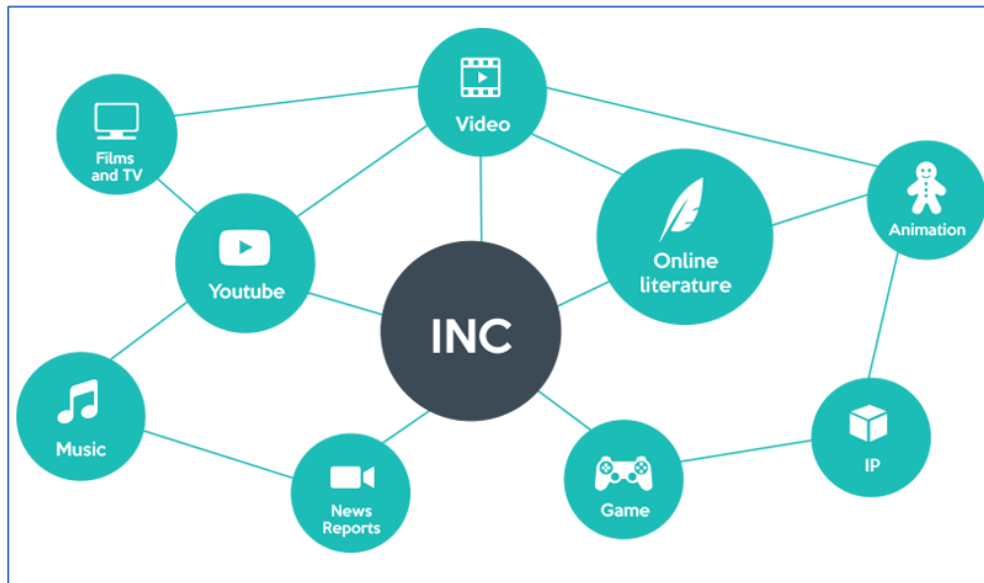 Video
Films
and TV
Animation
Online
literature
Youtube
INC
Music
IP
News
Reports
Game